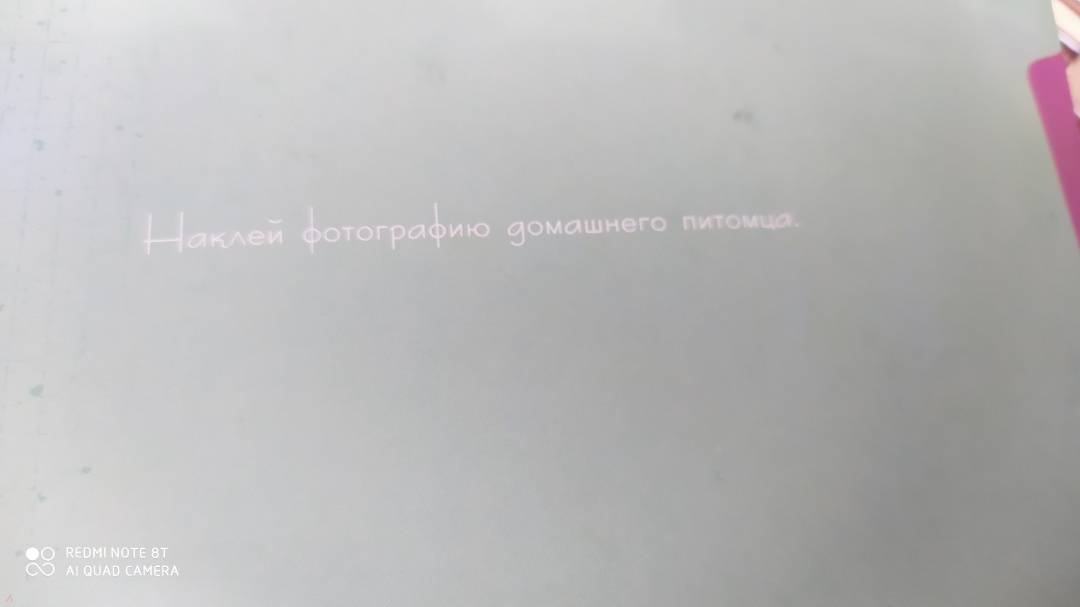 Наклей фотографию домашнего питомца.
REDMI NOTE 8T
AI QUAD CAMERA